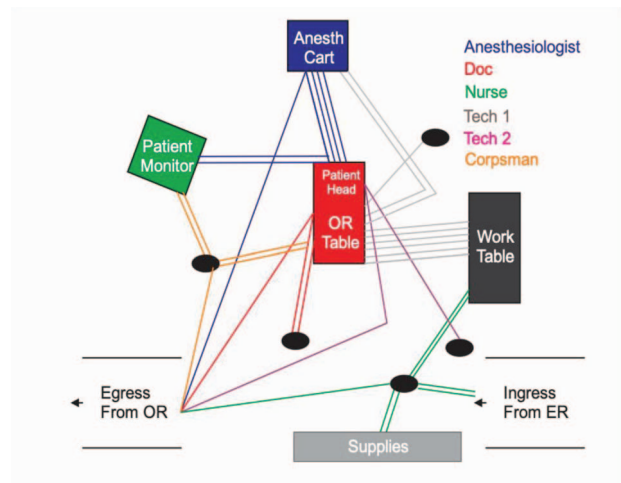 Anesth
Cart
Anesthesiologist
Doc
Nurse
Tech 1
Tech 2
Corpsman
Patient
Monitor
Patient
Head
OR
Table
Work
Table
Egress
From OR
Ingress
From ER
Supplies